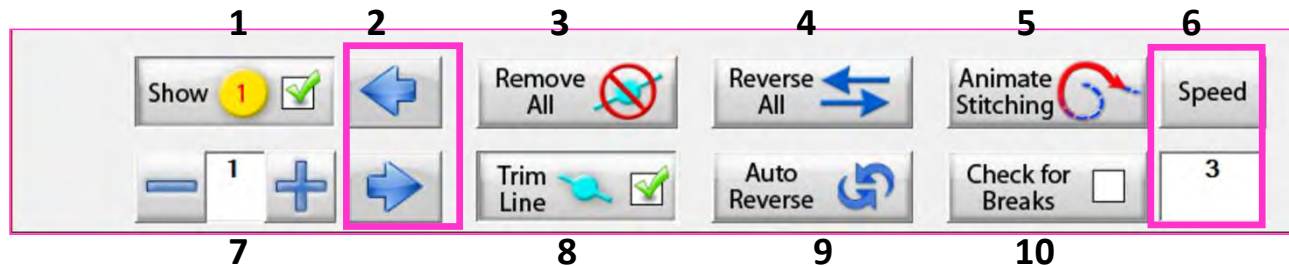 1 2 3 4 5 6
Show 1
Remove
All
Reverse
All
Animate
Stitching
Speed
1
Trim
Line
Auto
Reverse
Check for
Breaks
3
7 8 9 10